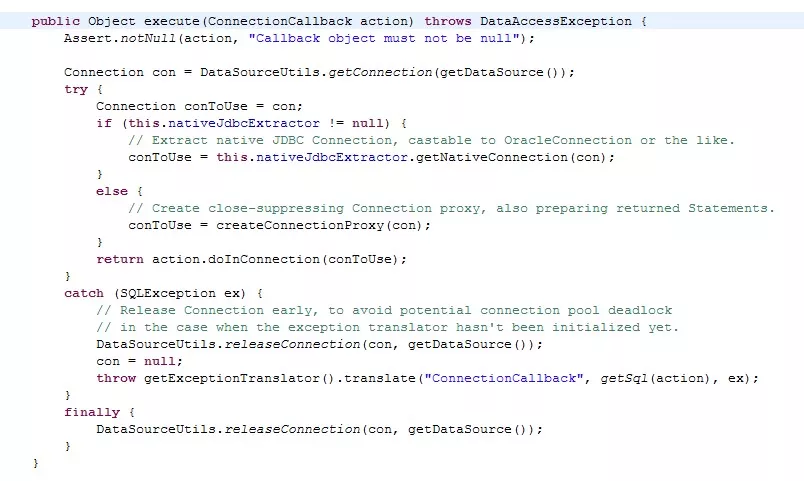 public Object execute(ConnectionCallback action) throws DataAccessException {
    Assert.notNull(action, "Callback object must not be null");

    Connection con = DataSourceUtils.getConnection(getDataSource());
    try {
        Connection conToUse = con;
        if (this.nativeJdbcExtractor != null) {
            // Extract native JDBC Connection, castable to OracleConnection or the like.
            conToUse = this.nativeJdbcExtractor.getNativeConnection(con);
        }
        else {
            // Create close-suppressing Connection proxy, also preparing returned Statements.
            conToUse = createConnectionProxy(con);
        }
        return action.doInConnection(conToUse);
    }
    catch (SQLException ex) {
        // Release Connection early, to avoid potential connection pool deadlock
        // in the case when the exception translator hasn't been initialized yet.
        DataSourceUtils.releaseConnection(con, getDataSource());
        con = null;
        throw getExceptionTranslator().translate("ConnectionCallback", getSql(action), ex);
    }
    finally {
        DataSourceUtils.releaseConnection(con, getDataSource());
    }
}